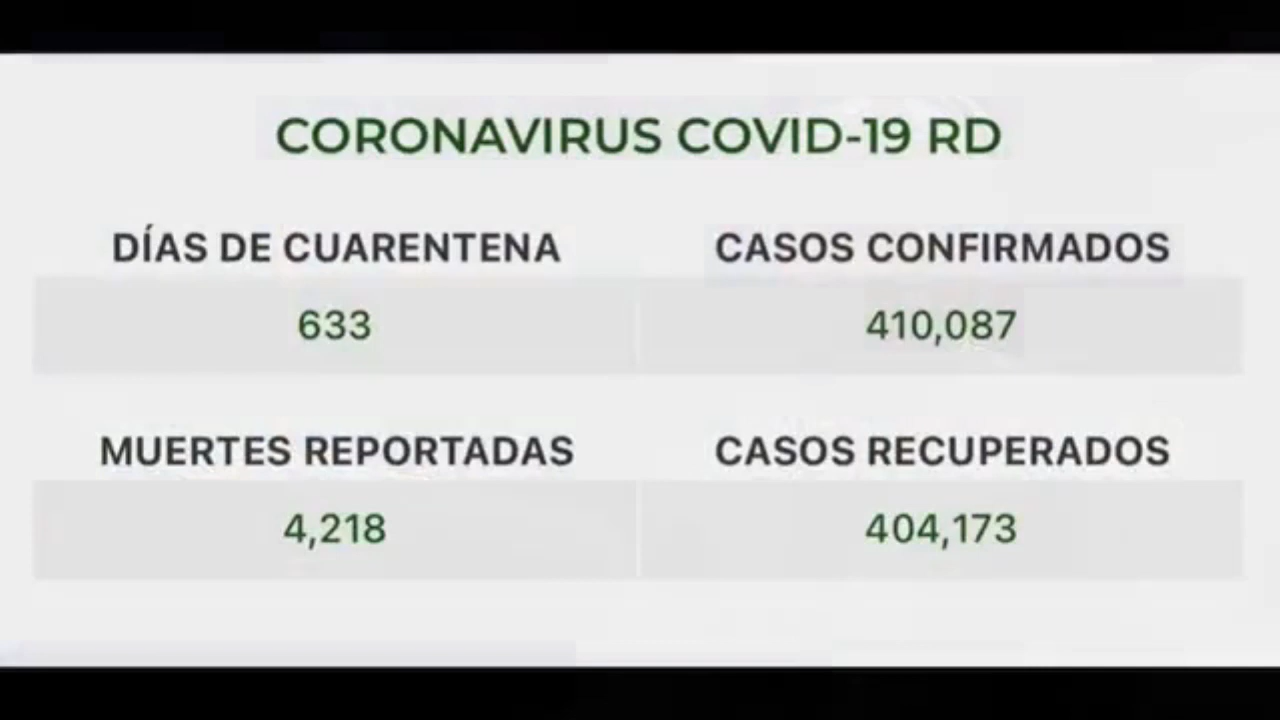 CORONAVIRUS COVID-19 RD
DÍAS DE CUARENTENA
CASOS CONFIRMADOS
633
410,087
MUERTES REPORTADAS
CASOS RECUPERADOS
4,218
404,173